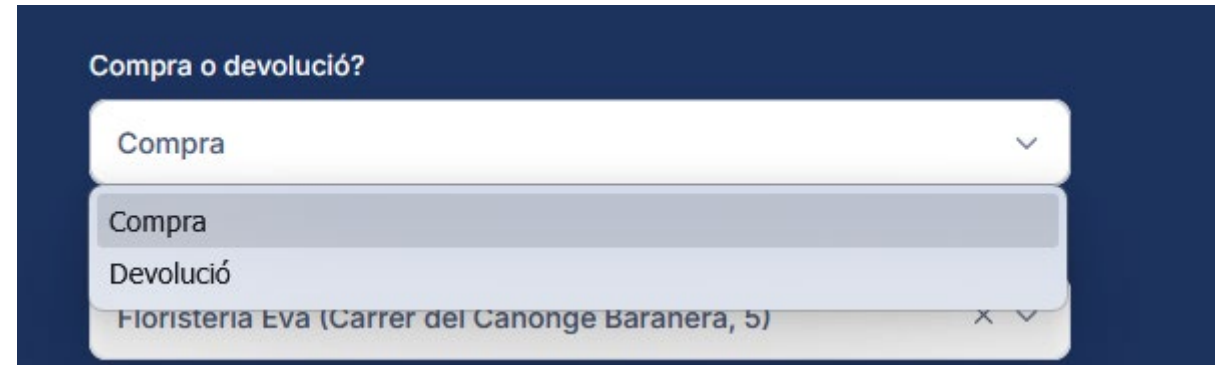 Compra o devolució?
Compra
Compra
Devolució
Floristeria Eva (Carrer del Canonge Baranera, 5)